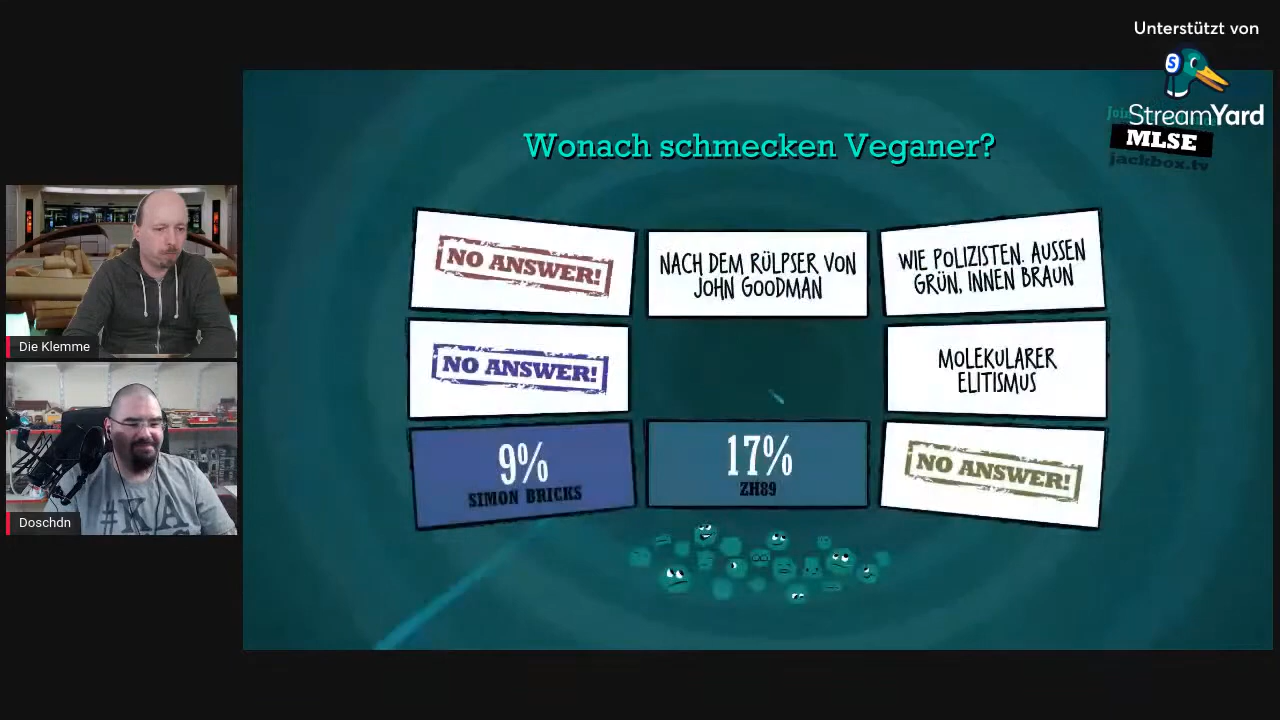 Unterstützt von
StreamYard
MLSE
jackbox.tv
Wonach schmecken Veganer?
NO ANSWER!
NACH DEM RÜLPSER VON
JOHN GOODMAN
WIE POLIZISTEN. AUSSEN
GRÜN, INNEN BRAUN
NO ANSWER!
MOLEKULARER
ELITISMUS
9%
SIMON BRICKS
17%
ZH89
NO ANSWER!
Die Klemme
#KA
Doschdn